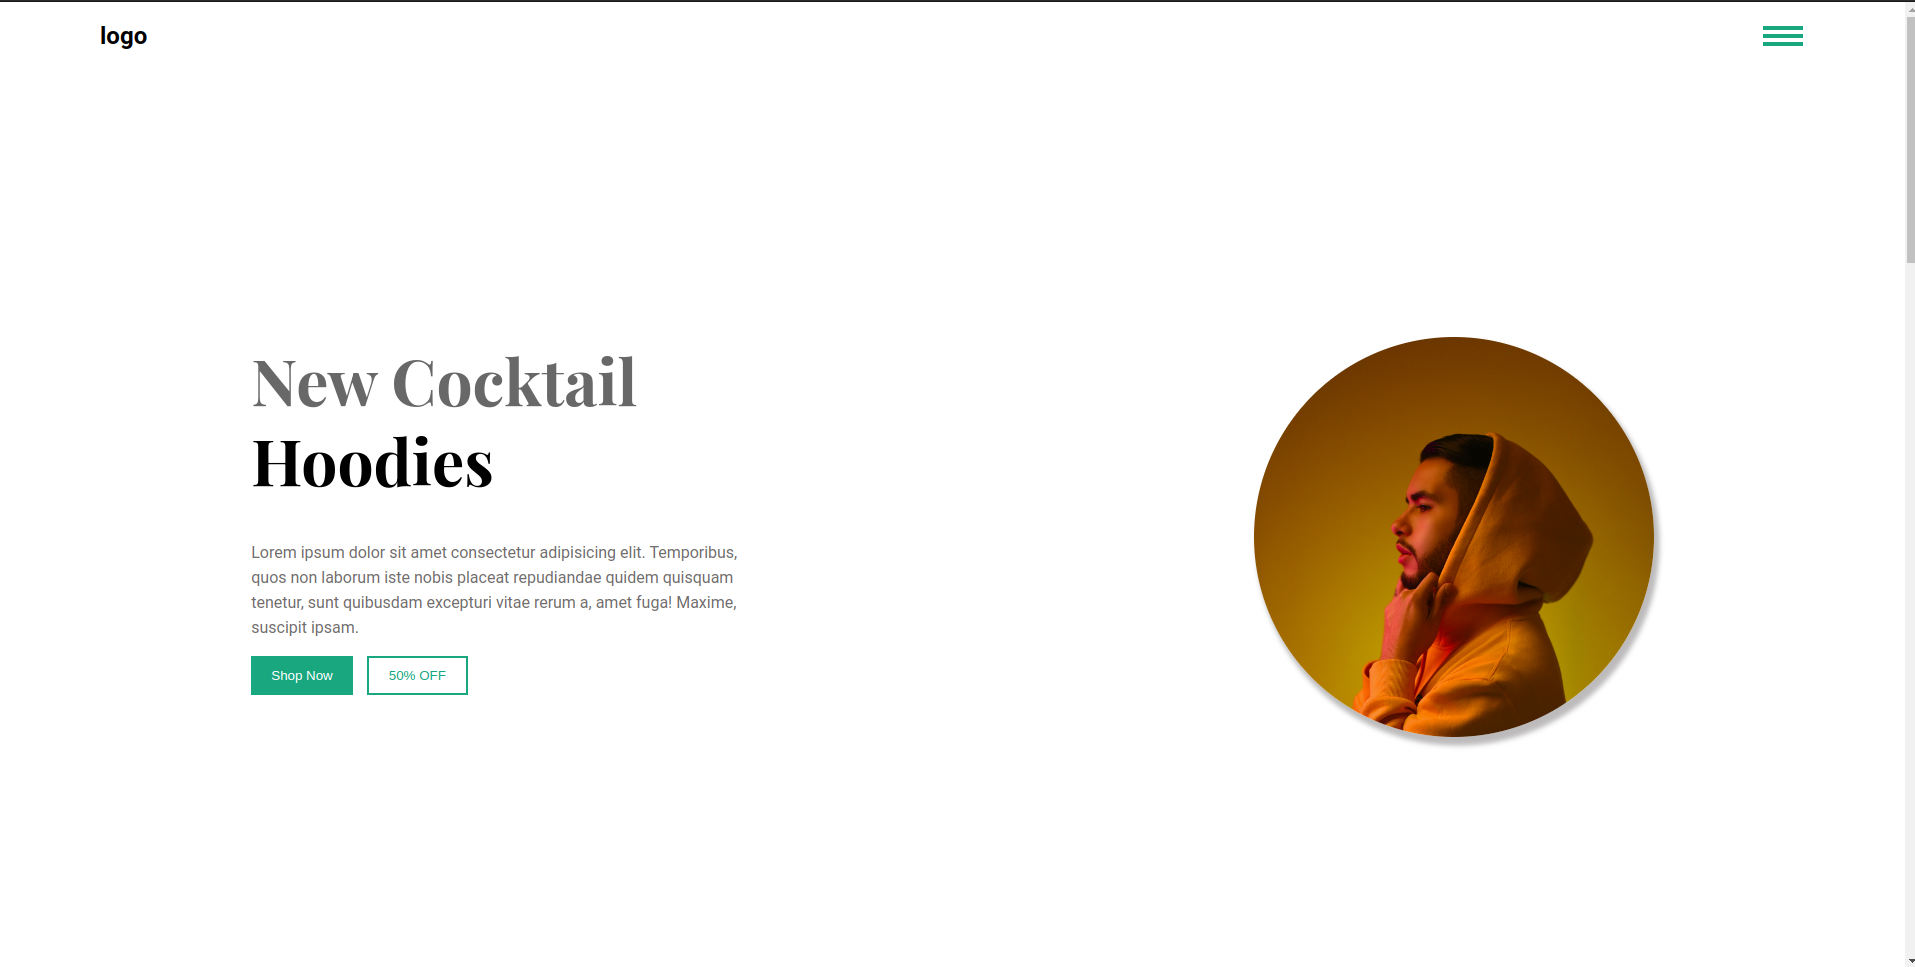 logo
New Cocktail
Hoodies
Lorem ipsum dolor sit amet consectetur adipisicing elit. Temporibus,
quos non laborum iste nobis placeat repudiandae quidem quisquam
tenetur, sunt quibusdam excepturi vitae rerum a, amet fuga! Maxime,
suscipit ipsam.
Shop Now 50% OFF